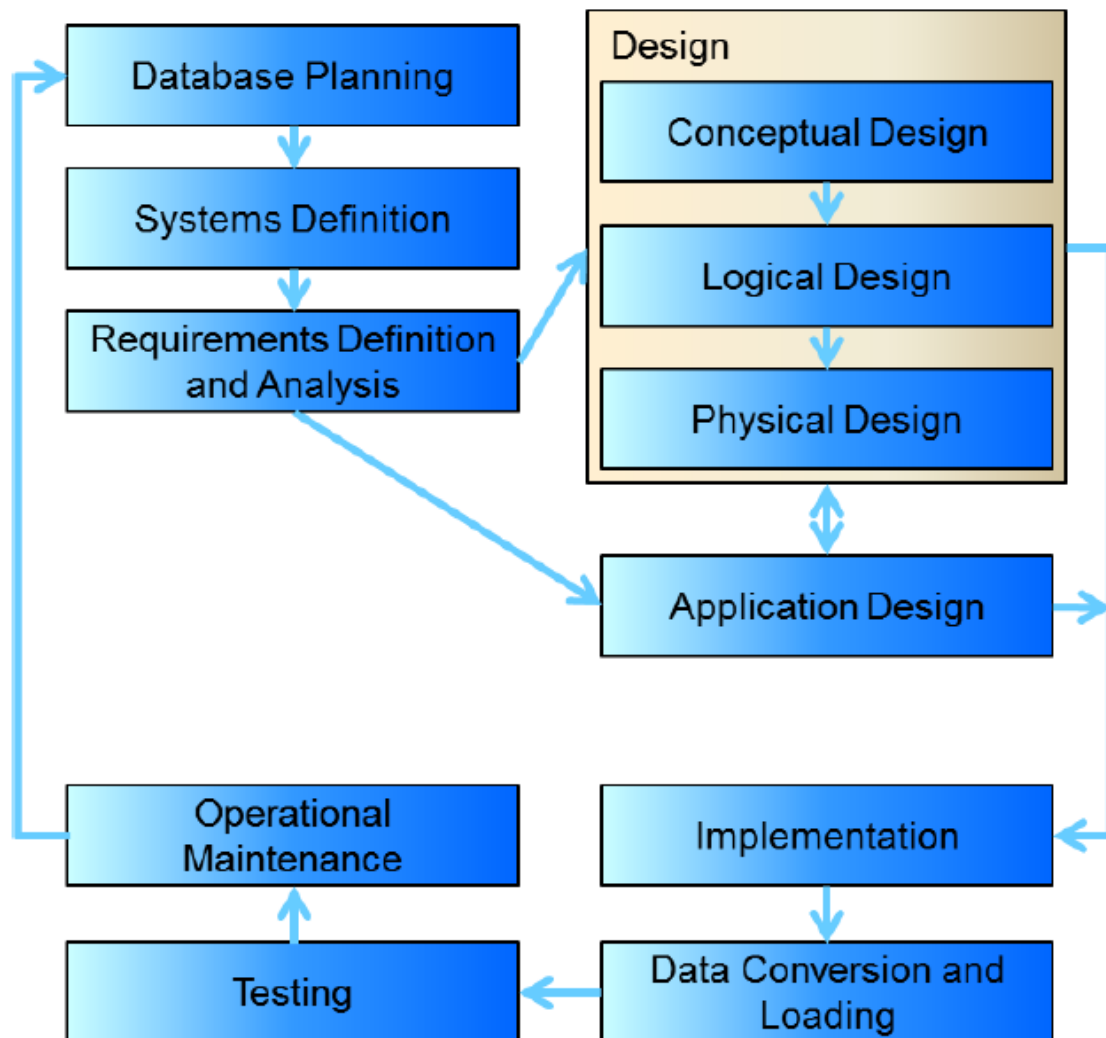 Database Planning
Systems Definition
Requirements Definition
and Analysis
Design
Conceptual Design
Logical Design
Physical Design
Application Design
Operational
Maintenance
Implementation
Testing
Data Conversion and
Loading